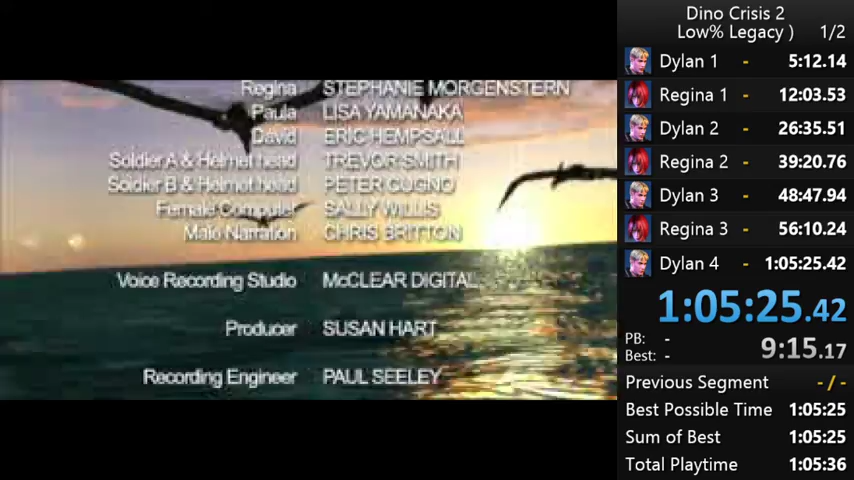 Regina STEPHANIE MORGENSTERN
Paula LISA YAMANAKA
David ERIC HEMPSALL
Soldier A & Helmet head TREVOR SMITH
Soldier B & Helmet head PETER CUGNO
Female Computer SALLY WILLIS
Male Narration CHRIS BRITTON
Voice Recording Studio McCLEAR DIGITAL
Producer SUSAN HART
Recording Engineer PAUL SEELEY
Dino Crisis 2
Low% Legacy ) 1/2
Dylan 1 - 5:12.14
Regina 1 - 12:03.53
Dylan 2 - 26:35.51
Regina 2 - 39:20.76
Dylan 3 - 48:47.94
Regina 3 - 56:10.24
Dylan 4 - 1:05:25.42
1:05:25.42
PB: -
Best: - 9:15.17
Previous Segment - / -
Best Possible Time 1:05:25
Sum of Best 1:05:25
Total Playtime 1:05:36